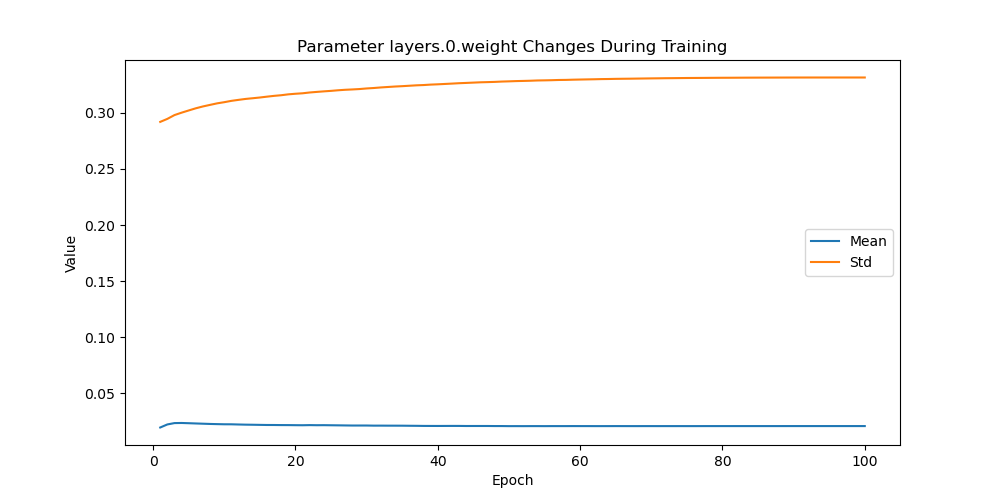 Parameter layers.0.weight Changes During Training
0.30
0.25
0.20
0.15
0.10
0.05
Value
Mean
Std
0 20 40 60 80 100
Epoch